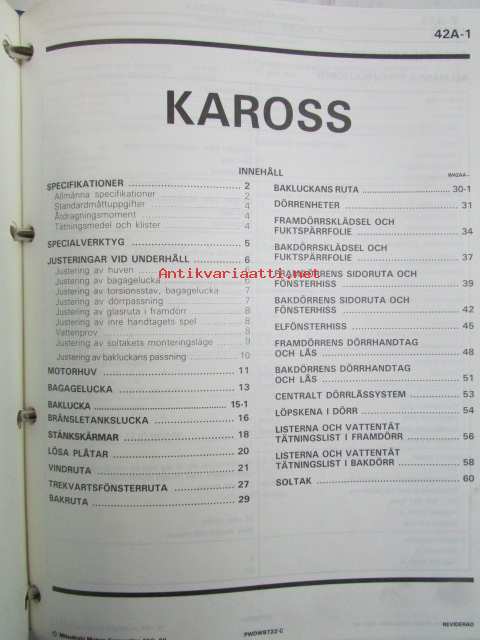 42A-1
KAROSS
INNEHÅLL
SPECIFIKATIONER 2
Allmänna specifikationer 2
Standardmåttuppgifter 4
Åtdragningsmoment 4
Tätningsmedel och klister 4
SPECIALVERKTYG 5
JUSTERINGAR VID UNDERHÅLL 6
Justering av huven
Justering av bagagelucka 6
Justering av torsionsstav, bagagelucka 7
Justering av dörrpassning 7
Justering av glasruta i framdörr 8
Justering av inre handtagets spel 8
Vattenprov 8
Justering av soltakets monteringsläge 9
Justering av bakluckans passning 10
MOTORHUV 11
BAGAGELUCKA 13
BAKLUCKA 15-1
BRÄNSLETANKSLUCKA 16
STÄNKSKÄRMAR 18
LÖSA PLÅTAR 20
VINDRUTA 21
TREKVARTSFÖNSTERRUTA 27
BAKRUTA 29
BAKLUCKANS RUTA 30-1
DÖRRENHETER 31
FRAMDÖRRSKLÄDSEL OCH
FUKTSPÄRRFOLIE 34
BAKDÖRRSKLÄDSEL OCH
FUKTSPÄRRFOLIE 37
FRAMDÖRRENS SIDORUTA OCH
FÖNSTERHISS 39
BAKDÖRRENS SIDORUTA OCH
FÖNSTERHISS 42
ELFÖNSTERHISS 45
FRAMDÖRRENS DÖRRHANDTAG
OCH LÅS 48
BAKDÖRRENS DÖRRHANDTAG
OCH LÅS 51
CENTRALT DÖRRLÅSSYSTEM 53
LÖPSKENA I DÖRR 54
LISTERNA OCH VATTENTÄT
TÄTNINGSLIST I FRAMDÖRR 56
LISTERNA OCH VATTENTÄT
TÄTNINGSLIST I BAKDÖRR 58
SOLTAK 60
Antikvariaatti.net
© Mitsubishi Motors Corporation
PWDW8722-C
REVIDERAD